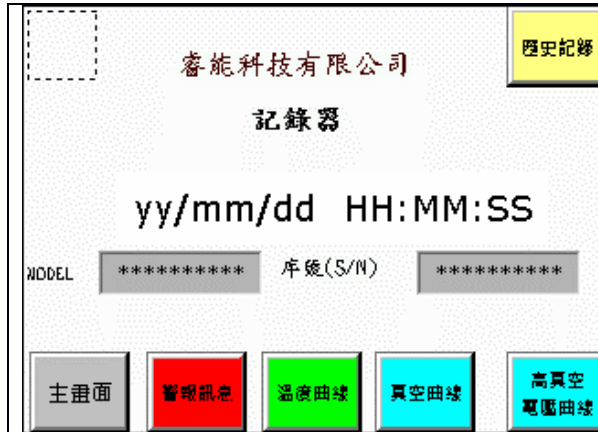 歷史記錄
睿能科技有限公司
記錄器
yy/mm/dd HH:MM:SS
MODEL ********** 序號(S/N) **********
主畫面 警報訊息 溫度曲線 真空曲線 高真空
電壓曲線